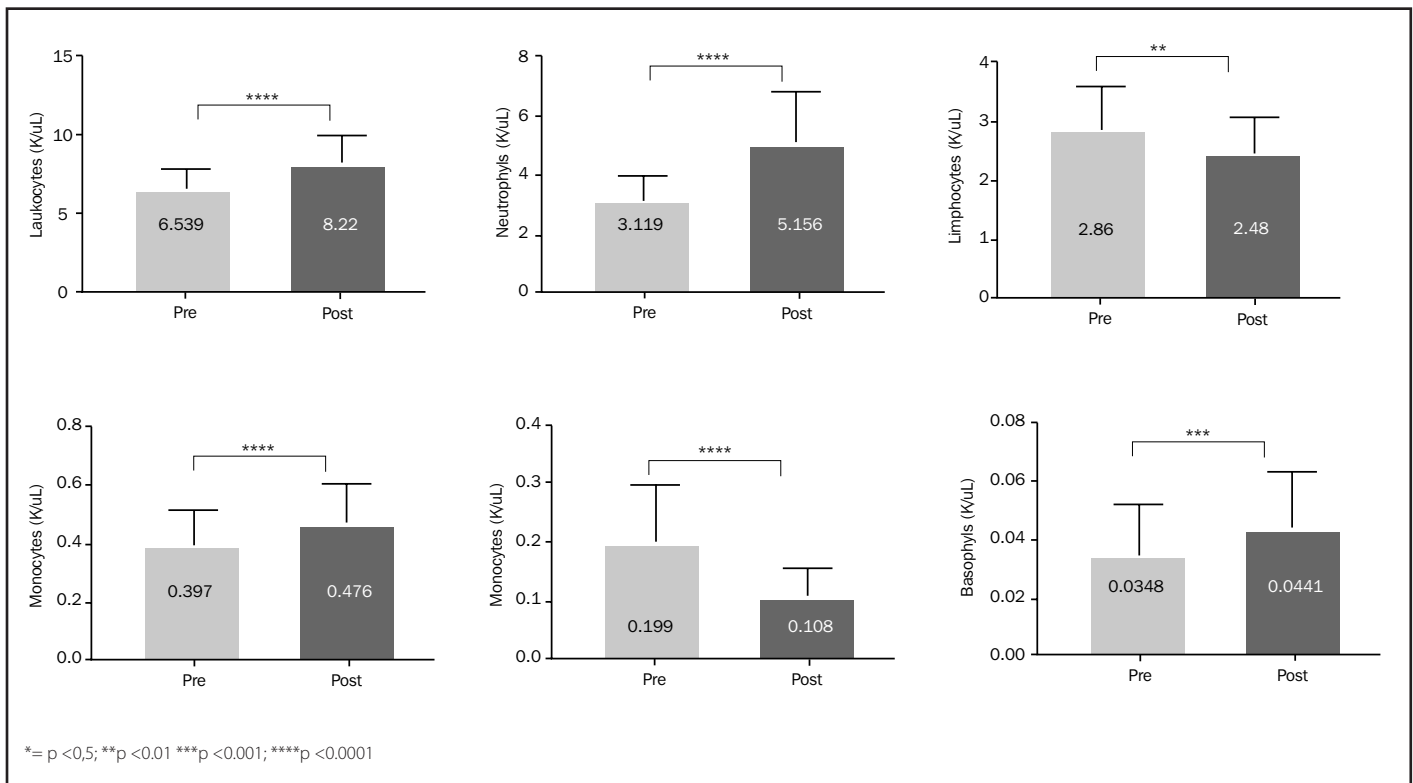 Laukocytes (K/uL)
15
10
5
0
****
6.539
8.22
Pre
Post
Neutrophyls (K/uL)
8
6
4
2
0
****
3.119
5.156
Pre
Post
Limphocytes (K/uL)
4
3
2
1
0
**
2.86
2.48
Pre
Post
Monocytes (K/uL)
0.8
0.6
0.4
0.2
0.0
****
0.397
0.476
Pre
Post
Monocytes (K/uL)
0.4
0.3
0.2
0.1
0.0
****
0.199
0.108
Pre
Post
Basophyls (K/uL)
0.08
0.06
0.04
0.02
0.00
***
0.0348
0.0441
Pre
Post
*= p <0,5; **p <0.01 ***p <0.001; ****p <0.0001